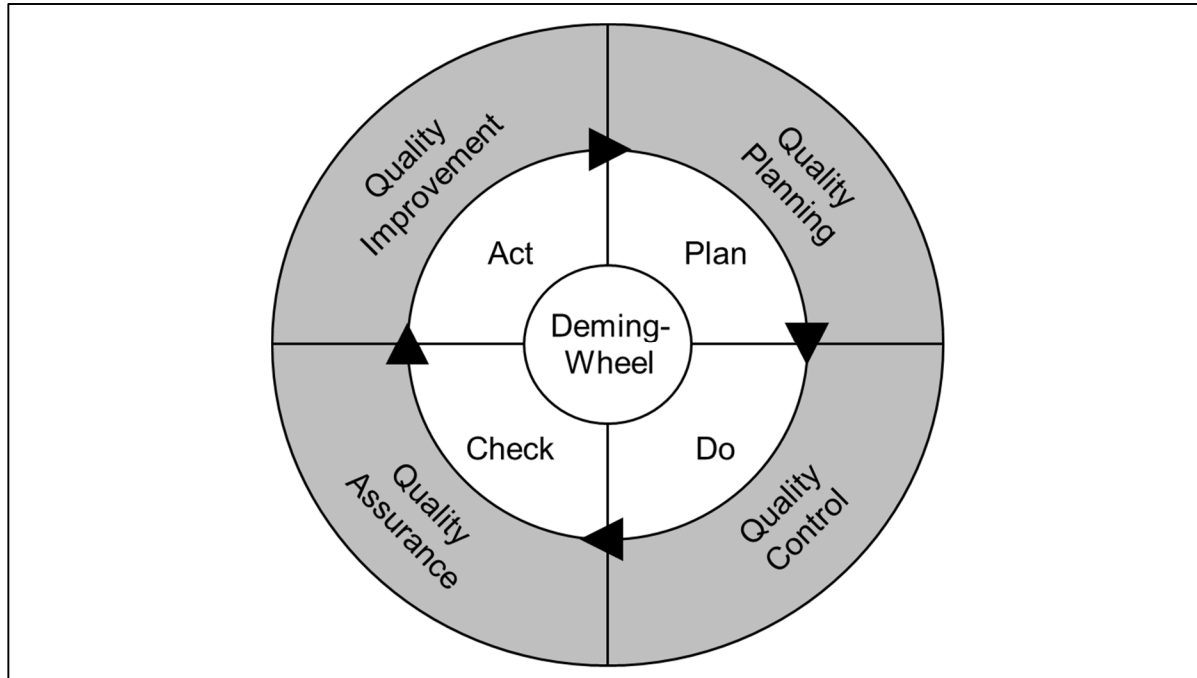 Quality
Improvement
Quality
Planning
Act
Plan
Deming-
Wheel
Check
Do
Quality
Assurance
Quality
Control